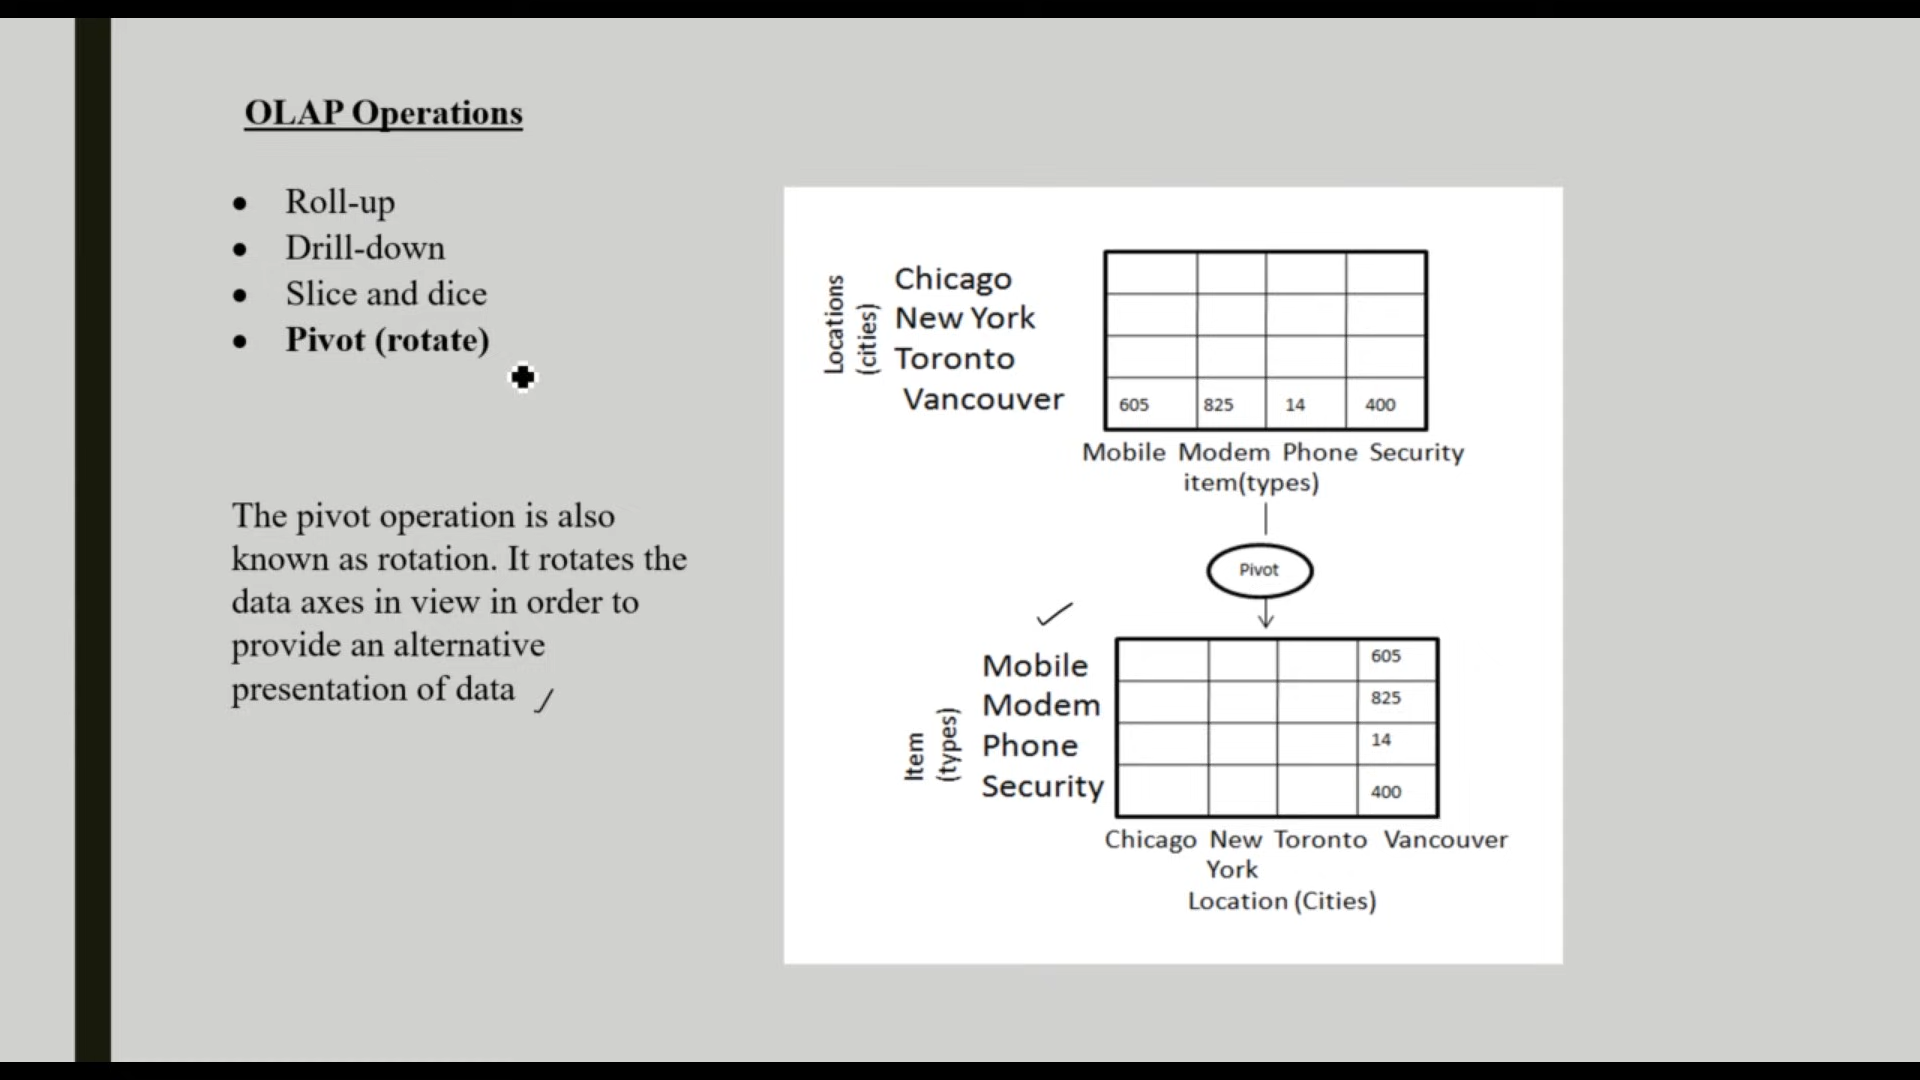 OLAP Operations
• Roll-up
• Drill-down
• Slice and dice
• Pivot (rotate)
The pivot operation is also
known as rotation. It rotates the
data axes in view in order to
provide an alternative
presentation of data
Locations
(cities)
Chicago
New York
Toronto
Vancouver
605 825 14 400
Mobile Modem Phone Security
item(types)
Pivot
Item
(types)
Mobile 605
Modem 825
Phone 14
Security 400
Chicago New Toronto Vancouver
York
Location (Cities)